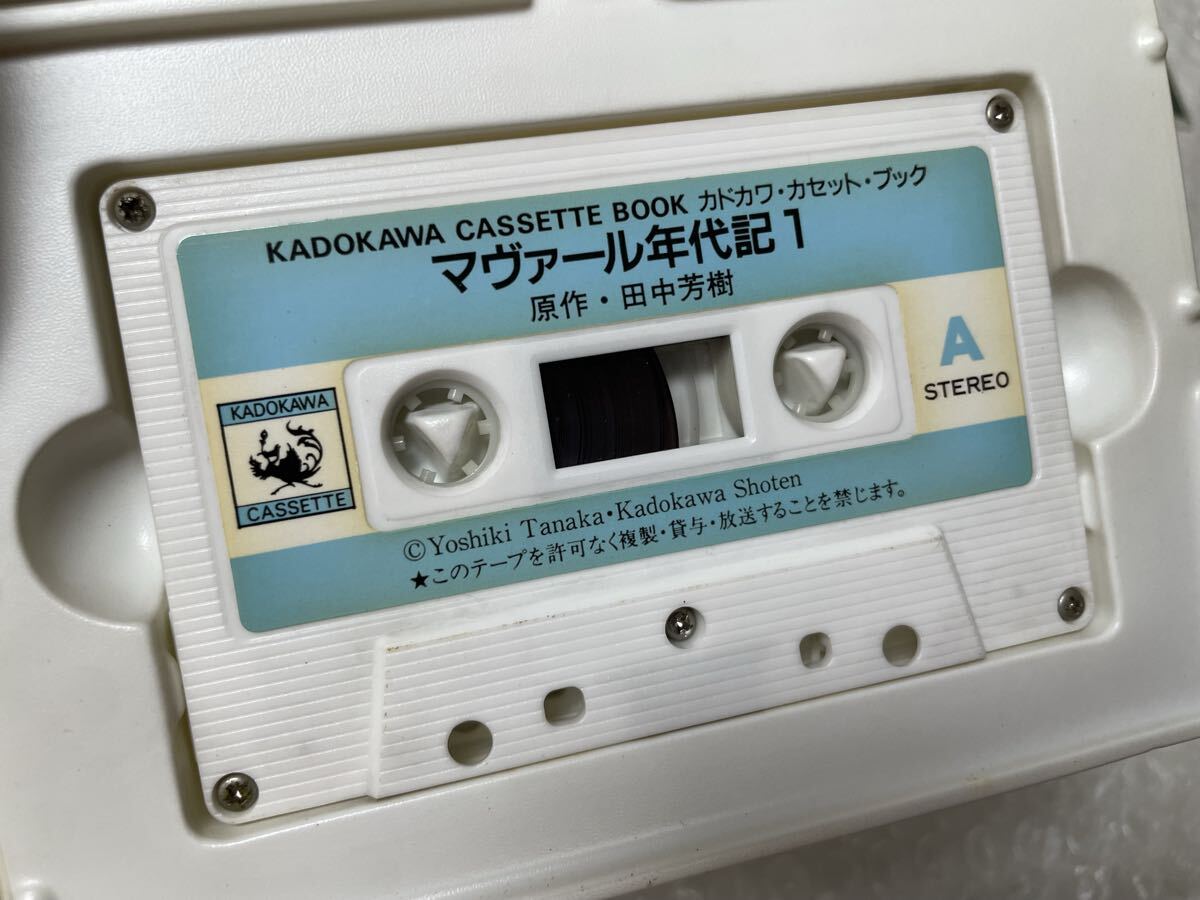 KADOKAWA CASSETTE BOOK カドカワ・カセット・ブック
マヴァール年代記1
原作・田中芳樹
A
STEREO
KADOKAWA
CASSETTE
©Yoshiki Tanaka・Kadokawa Shoten
★このテープを許可なく複製・貸与・放送することを禁じます。